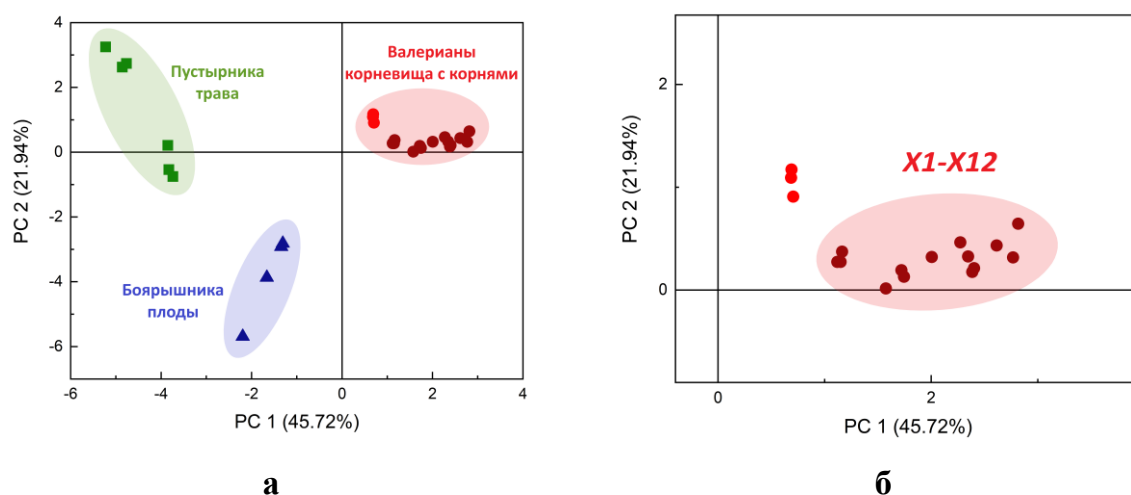 4
2
0
-2
-4
-6
-6
-4
-2
0
2
4
PC 2 (21.94%)
PC 1 (45.72%)
Пустырника
трава
Валерианы
корневища с корнями
Боярышника
плоды
а
2
0
0
2
PC 2 (21.94%)
PC 1 (45.72%)
X1-X12
б